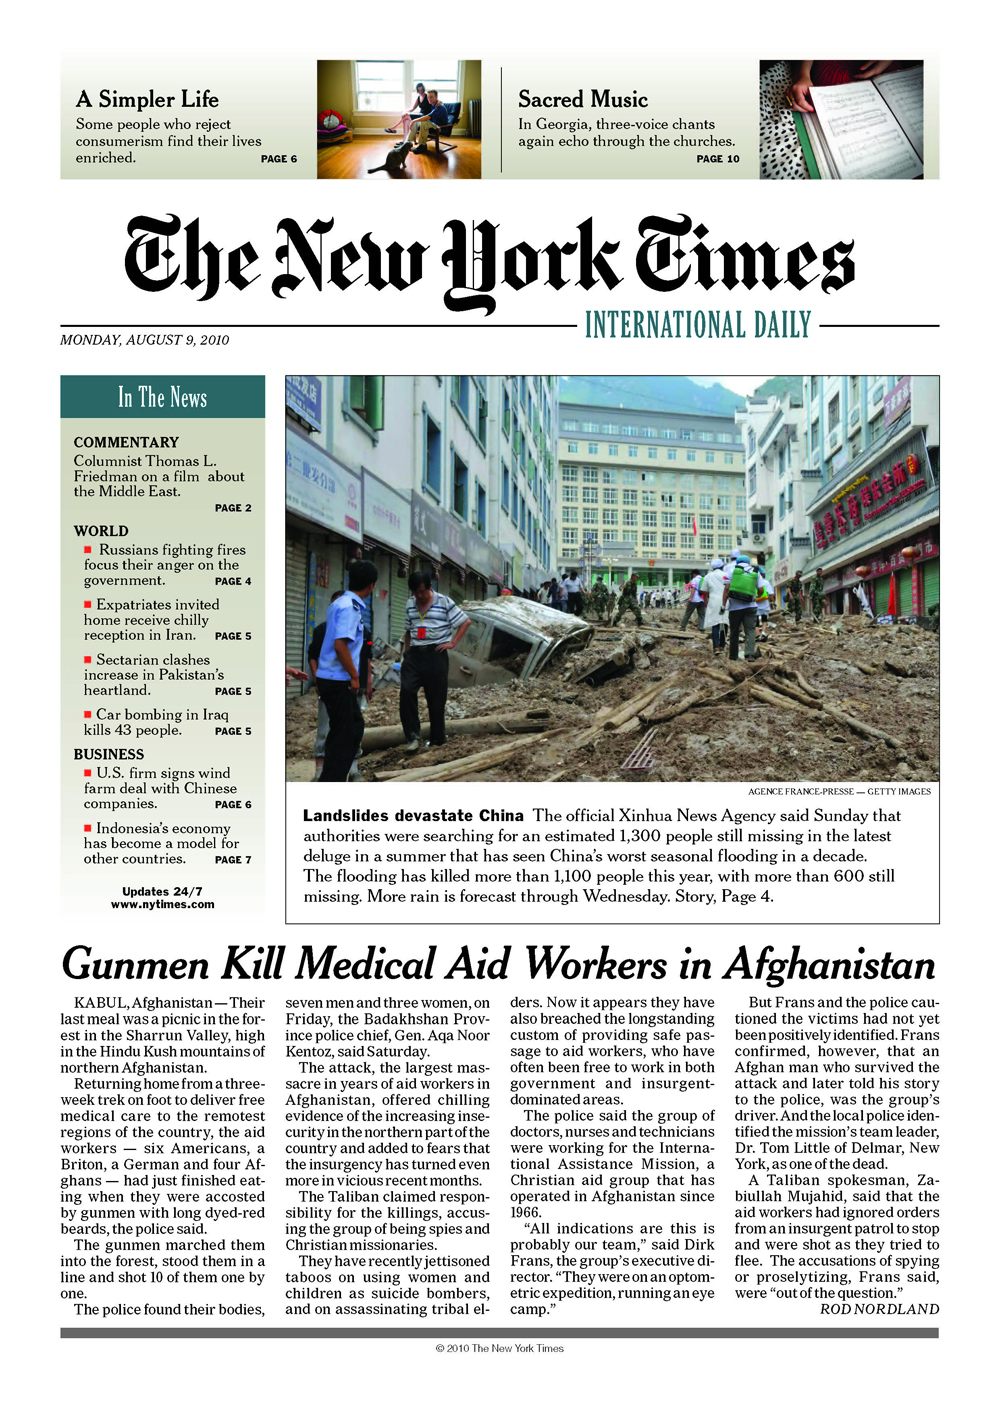 A Simpler Life
Some people who reject
consumerism find their lives
enriched. PAGE 6
Sacred Music
In Georgia, three-voice chants
again echo through the churches.
PAGE 10
The New York Times
INTERNATIONAL DAILY
MONDAY, AUGUST 9, 2010
In The News
COMMENTARY
Columnist Thomas L.
Friedman on a film about
the Middle East.
PAGE 2
WORLD
■ Russians fighting fires
focus their anger on the
government. PAGE 4
■ Expatriates invited
home receive chilly
reception in Iran. PAGE 5
■ Sectarian clashes
increase in Pakistan's
heartland. PAGE 5
■ Car bombing in Iraq
kills 43 people. PAGE 5
BUSINESS
■ U.S. firm signs wind
farm deal with Chinese
companies. PAGE 6
■ Indonesia's economy
has become a model for
other countries. PAGE 7
Updates 24/7
www.nytimes.com
AGENCE FRANCE-PRESSE — GETTY IMAGES
Landslides devastate China The official Xinhua News Agency said Sunday that
authorities were searching for an estimated 1,300 people still missing in the latest
deluge in a summer that has seen China's worst seasonal flooding in a decade.
The flooding has killed more than 1,100 people this year, with more than 600 still
missing. More rain is forecast through Wednesday. Story, Page 4.
Gunmen Kill Medical Aid Workers in Afghanistan
KABUL, Afghanistan — Their
last meal was a picnic in the for-
est in the Sharrun Valley, high
in the Hindu Kush mountains of
northern Afghanistan.
Returning home from a three-
week trek on foot to deliver free
medical care to the remotest
regions of the country, the aid
workers — six Americans, a
Briton, a German and four Af-
ghans — had just finished eat-
ing when they were accosted
by gunmen with long dyed-red
beards, the police said.
The gunmen marched them
into the forest, stood them in a
line and shot 10 of them one by
one.
The police found their bodies,
seven men and three women, on
Friday, the Badakhshan Prov-
ince police chief, Gen. Aqa Noor
Kentoz, said Saturday.
The attack, the largest mas-
sacre in years of aid workers in
Afghanistan, offered chilling
evidence of the increasing inse-
curity in the northern part of the
country and added to fears that
the insurgency has turned even
more in vicious recent months.
The Taliban claimed respon-
sibility for the killings, accus-
ing the group of being spies and
Christian missionaries.
They have recently jettisoned
taboos on using women and
children as suicide bombers,
and on assassinating tribal el-
ders. Now it appears they have
also breached the longstanding
custom of providing safe pas-
sage to aid workers, who have
often been free to work in both
government and insurgent-
dominated areas.
The police said the group of
doctors, nurses and technicians
were working for the Interna-
tional Assistance Mission, a
Christian aid group that has
operated in Afghanistan since
1966.
“All indications are this is
probably our team,” said Dirk
Frans, the group's executive di-
rector. “They were on an optom-
etric expedition, running an eye
camp.”
But Frans and the police cau-
tioned the victims had not yet
been positively identified. Frans
confirmed, however, that an
Afghan man who survived the
attack and later told his story
to the police, was the group's
driver. And the local police iden-
tified the mission's team leader,
Dr. Tom Little of Delmar, New
York, as one of the dead.
A Taliban spokesman, Za-
biullah Mujahid, said that the
aid workers had ignored orders
from an insurgent patrol to stop
and were shot as they tried to
flee. The accusations of spying
or proselytizing, Frans said,
were “out of the question.”
ROD NORDLAND
© 2010 The New York Times